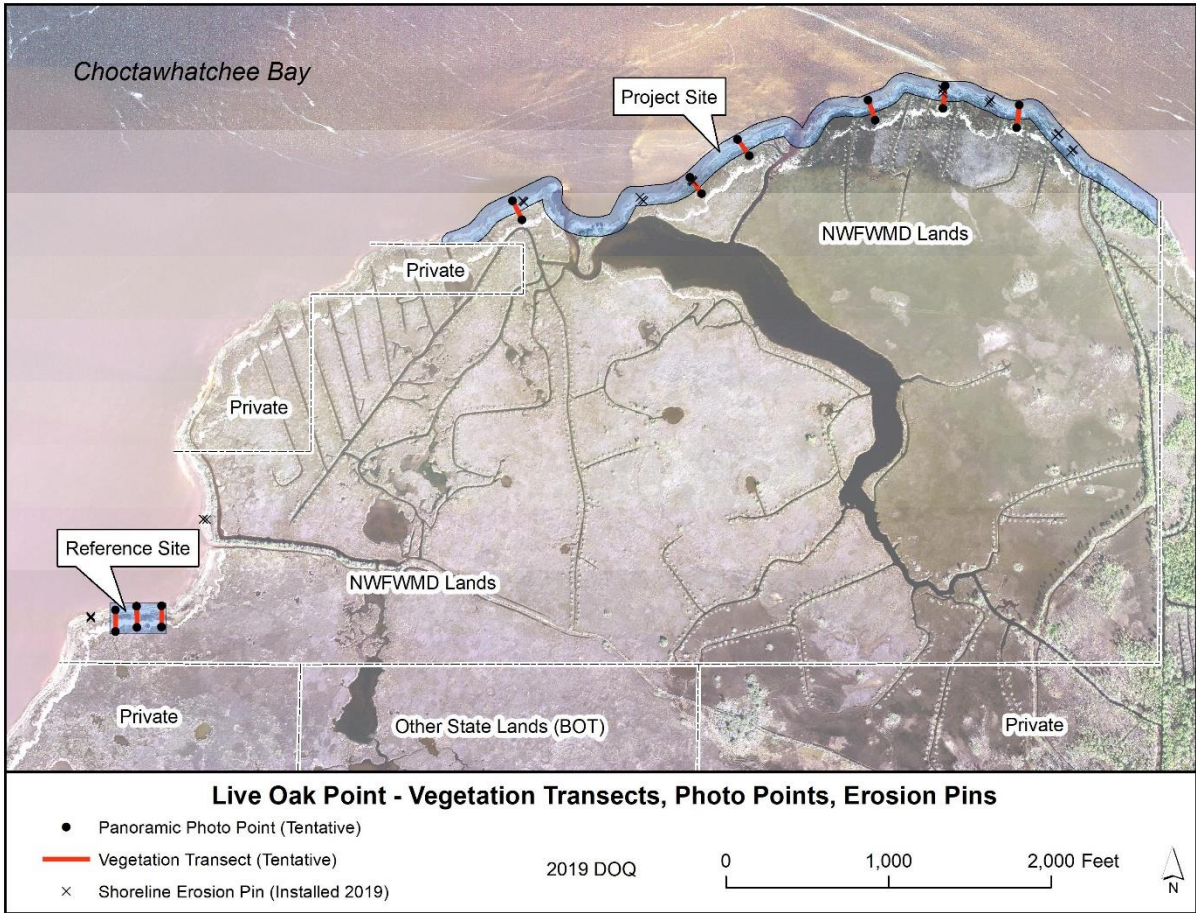 Choctawhatchee Bay
Project Site
NWFWMD Lands
Private
Private
Reference Site
NWFWMD Lands
Private
Other State Lands (BOT)
Private
Live Oak Point - Vegetation Transects, Photo Points, Erosion Pins
Panoramic Photo Point (Tentative)
Vegetation Transect (Tentative)
Shoreline Erosion Pin (Installed 2019)
2019 DOQ
0 1,000 2,000 Feet
N